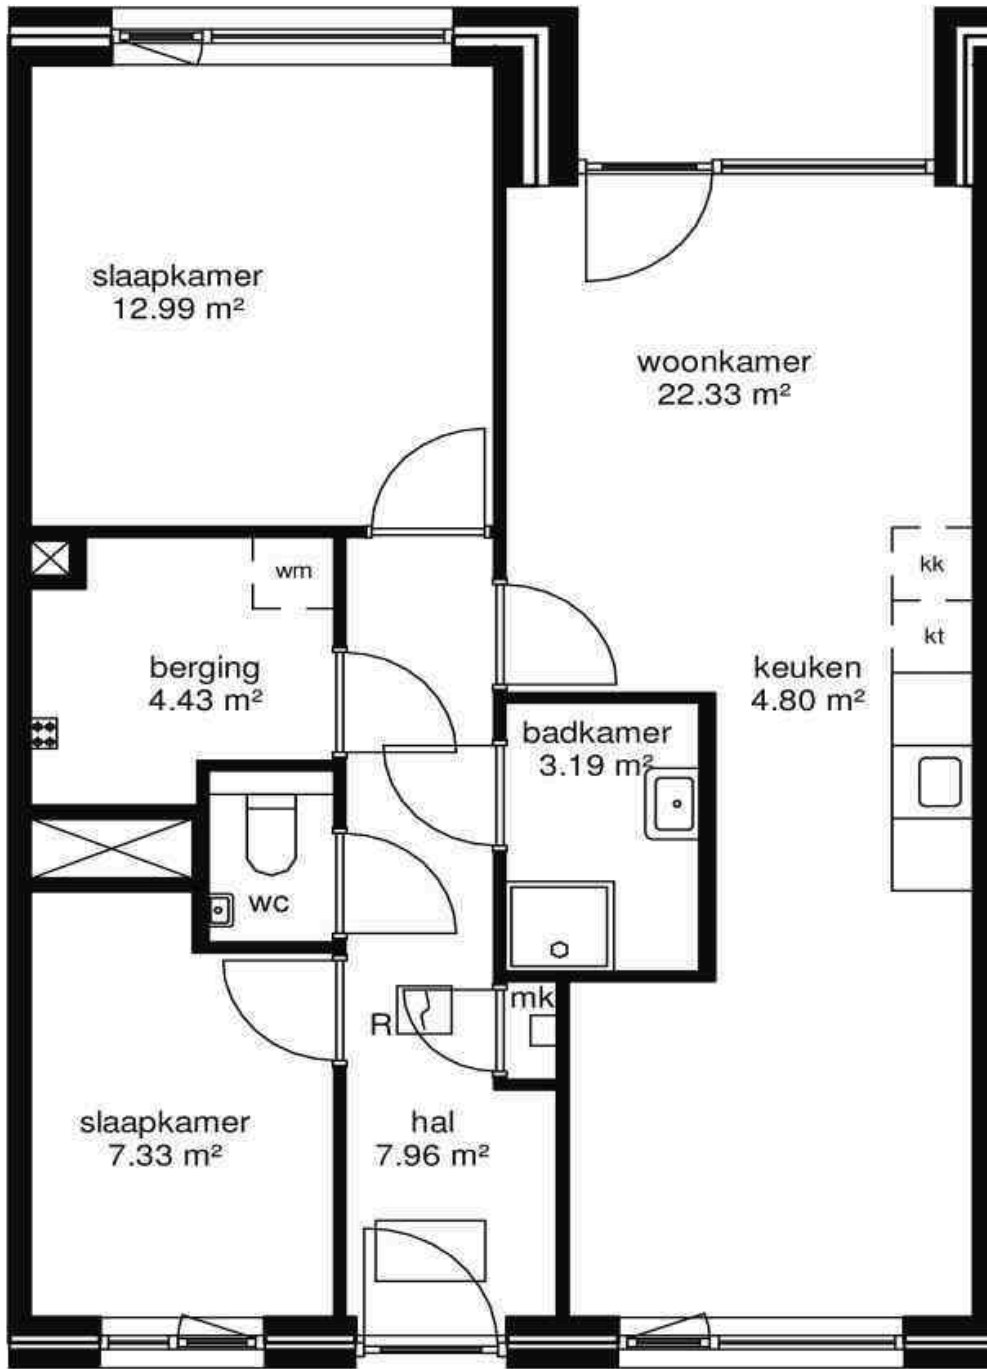 slaapkamer
12.99 m²
woonkamer
22.33 m²
wm
kk
kt
berging
4.43 m²
keuken
4.80 m²
badkamer
3.19 m²
wc
mk
R
slaapkamer
7.33 m²
hal
7.96 m²